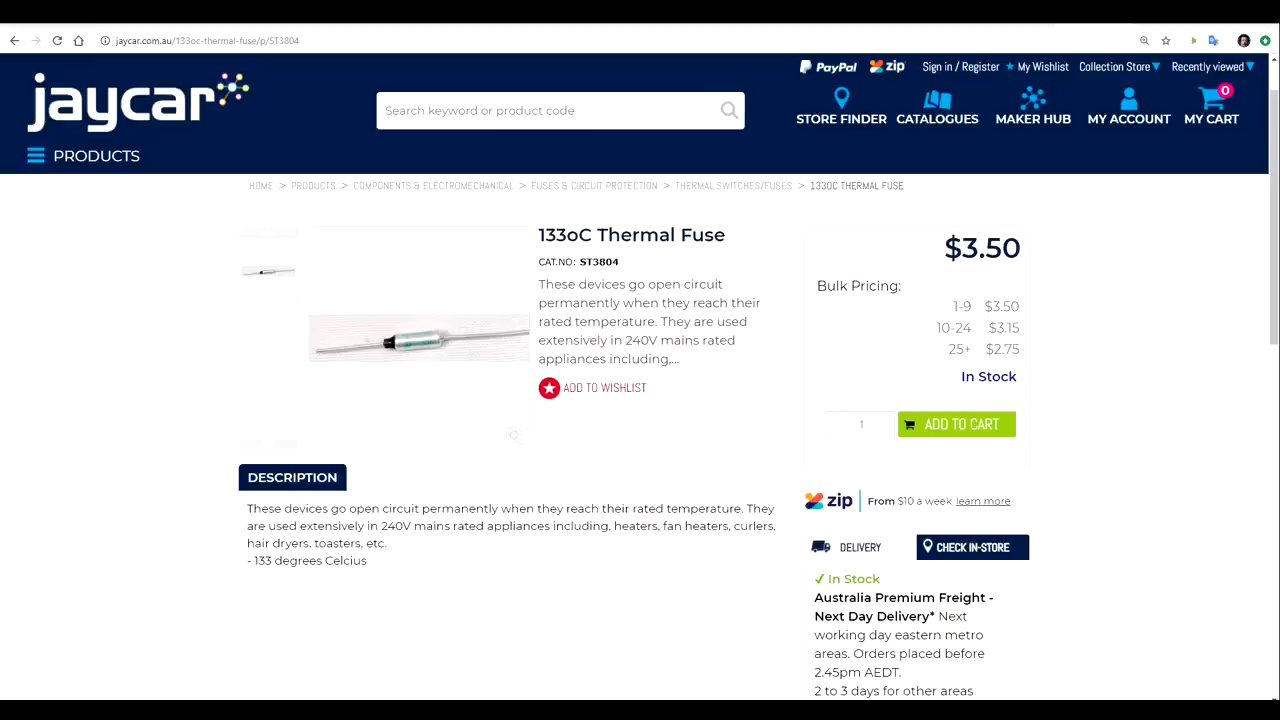 jaycar.com.au/133oc-thermal-fuse/p/ST3804
PayPal zip Sign in / Register My Wishlist Collection Store Recently viewed
jaycar
Search keyword or product code
0
STORE FINDER CATALOGUES MAKER HUB MY ACCOUNT MY CART
PRODUCTS
HOME > PRODUCTS > COMPONENTS & ELECTROMECHANICAL > FUSES & CIRCUIT PROTECTION > THERMAL SWITCHES/FUSES > 133OC THERMAL FUSE
133oC Thermal Fuse
CAT.NO: ST3804
These devices go open circuit
permanently when they reach their
rated temperature. They are used
extensively in 240V mains rated
appliances including,...
ADD TO WISHLIST
$3.50
Bulk Pricing:
1-9 $3.50
10-24 $3.15
25+ $2.75
In Stock
1 ADD TO CART
DESCRIPTION
These devices go open circuit permanently when they reach their rated temperature. They
are used extensively in 240V mains rated appliances including, heaters, fan heaters, curlers,
hair dryers, toasters, etc.
- 133 degrees Celcius
zip From $10 a week learn more
DELIVERY CHECK IN-STORE
✓ In Stock
Australia Premium Freight -
Next Day Delivery* Next
working day eastern metro
areas. Orders placed before
2.45pm AEDT.
2 to 3 days for other areas